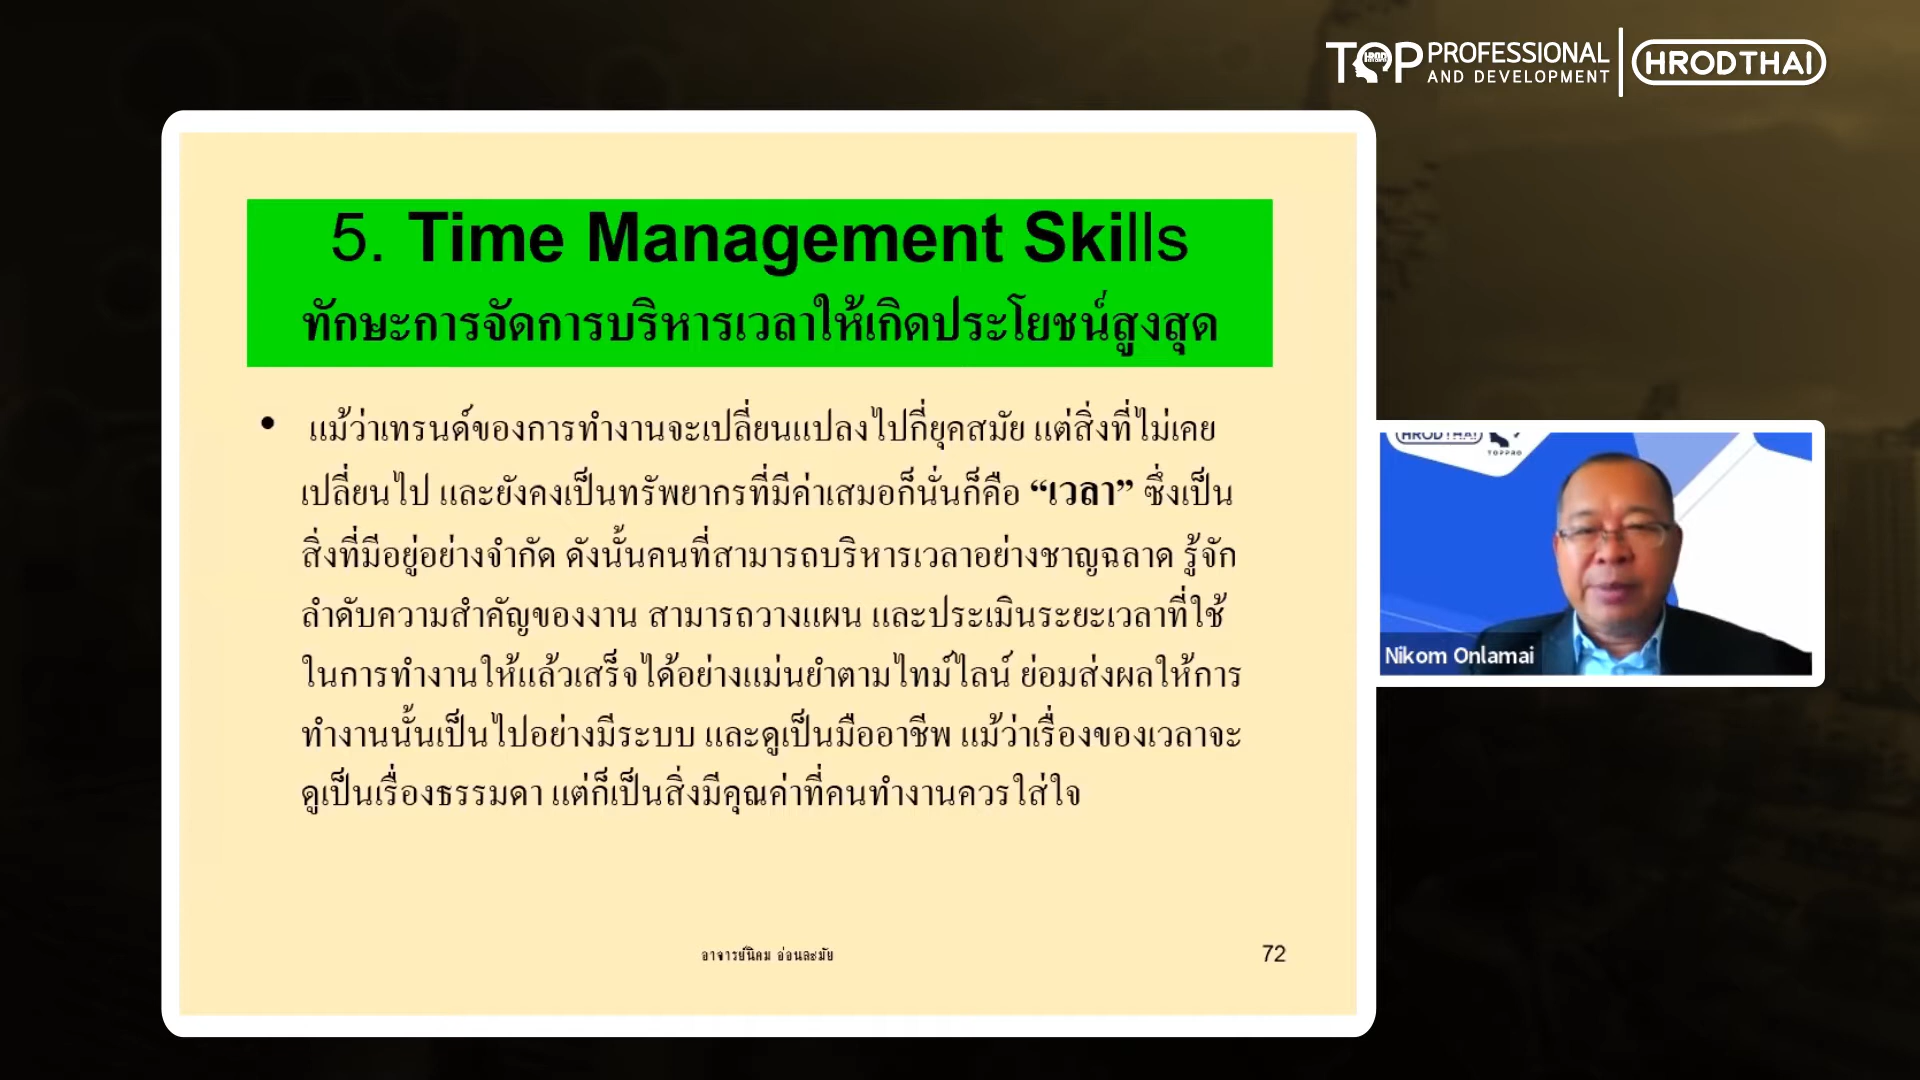 TOP PROFESSIONAL AND DEVELOPMENT
HRODTHAI
5. Time Management Skills
ทักษะการจัดการบริหารเวลาให้เกิดประโยชน์สูงสุด
• แม้ว่าเทรนด์ของการทำงานจะเปลี่ยนแปลงไปกี่ยุคสมัย แต่สิ่งที่ไม่เคย
เปลี่ยนไป และยังคงเป็นทรัพยากรที่มีค่าเสมอก็นั่นก็คือ “เวลา” ซึ่งเป็น
สิ่งที่มีอยู่อย่างจำกัด ดังนั้นคนที่สามารถบริหารเวลาอย่างชาญฉลาด รู้จัก
ลำดับความสำคัญของงาน สามารถวางแผน และประเมินระยะเวลาที่ใช้
ในการทำงานให้แล้วเสร็จได้อย่างแม่นยำตามไทม์ไลน์ ย่อมส่งผลให้การ
ทำงานนั้นเป็นไปอย่างมีระบบ และดูเป็นมืออาชีพ แม้ว่าเรื่องของเวลาจะ
ดูเป็นเรื่องธรรมดา แต่ก็เป็นสิ่งมีคุณค่าที่คนทำงานควรใส่ใจ
อาจารย์นิคม อ่อนละมัย
72
HRODTHAI
TOPPRO
Nikom Onlamai